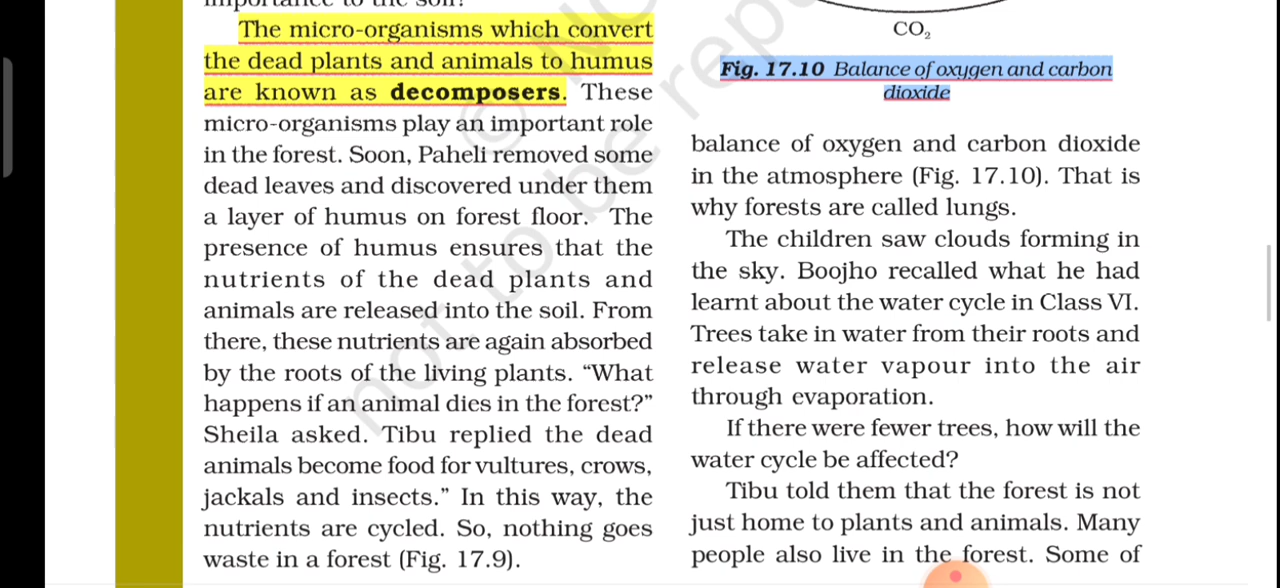 The micro-organisms which convert
the dead plants and animals to humus
are known as decomposers. These
micro-organisms play an important role
in the forest. Soon, Paheli removed some
dead leaves and discovered under them
a layer of humus on forest floor. The
presence of humus ensures that the
nutrients of the dead plants and
animals are released into the soil. From
there, these nutrients are again absorbed
by the roots of the living plants. “What
happens if an animal dies in the forest?”
Sheila asked. Tibu replied the dead
animals become food for vultures, crows,
jackals and insects.” In this way, the
nutrients are cycled. So, nothing goes
waste in a forest (Fig. 17.9).
CO₂
Fig. 17.10 Balance of oxygen and carbon
dioxide
balance of oxygen and carbon dioxide
in the atmosphere (Fig. 17.10). That is
why forests are called lungs.
The children saw clouds forming in
the sky. Boojho recalled what he had
learnt about the water cycle in Class VI.
Trees take in water from their roots and
release water vapour into the air
through evaporation.
If there were fewer trees, how will the
water cycle be affected?
Tibu told them that the forest is not
just home to plants and animals. Many
people also live in the forest. Some of
not to be rep